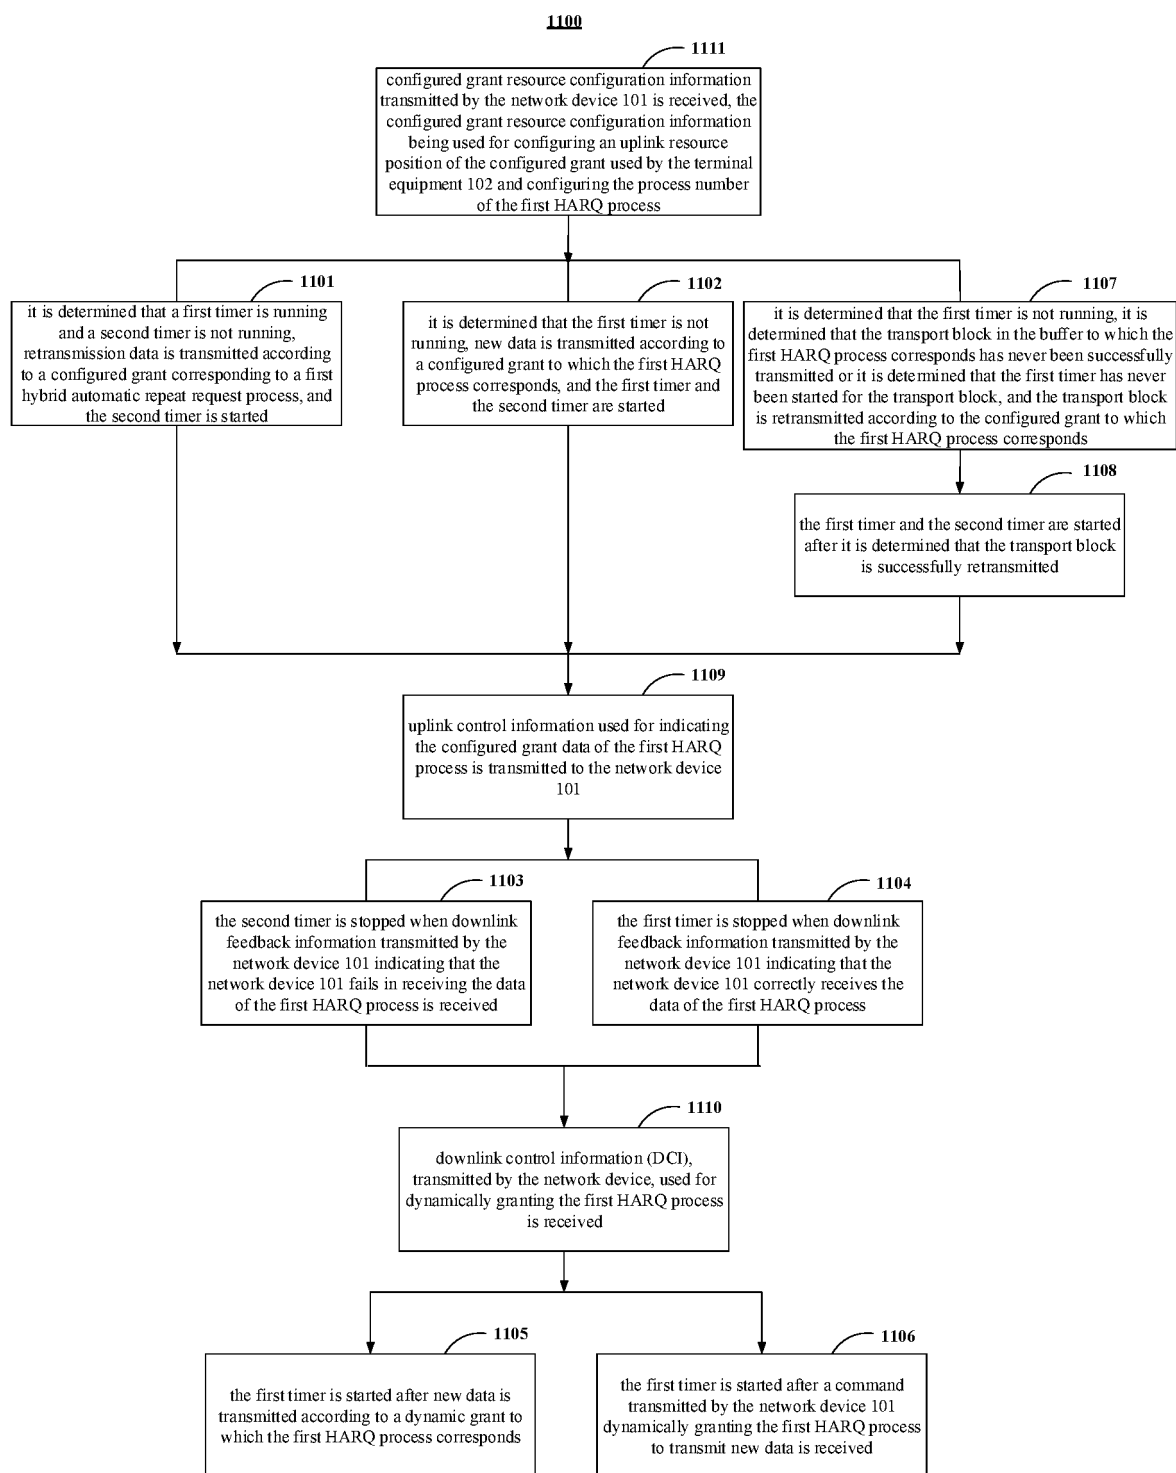 1100
1111
configured grant resource configuration information
transmitted by the network device 101 is received, the
configured grant resource configuration information
being used for configuring an uplink resource
position of the configured grant used by the terminal
equipment 102 and configuring the process number
of the first HARQ process
1101
it is determined that a first timer is running
and a second timer is not running,
retransmission data is transmitted according
to a configured grant corresponding to a first
hybrid automatic repeat request process, and
the second timer is started
1102
it is determined that the first timer is not
running, new data is transmitted according to
a configured grant to which the first HARQ
process corresponds, and the first timer and
the second timer are started
1107
it is determined that the first timer is not running, it is
determined that the transport block in the buffer to which the
first HARQ process corresponds has never been successfully
transmitted or it is determined that the first timer has never
been started for the transport block, and the transport block
is retransmitted according to the configured grant to which
the first HARQ process corresponds
1108
the first timer and the second timer are started
after it is determined that the transport block
is successfully retransmitted
1109
uplink control information used for indicating
the configured grant data of the first HARQ
process is transmitted to the network device
101
1103
the second timer is stopped when downlink
feedback information transmitted by the
network device 101 indicating that the
network device 101 fails in receiving the data
of the first HARQ process is received
1104
the first timer is stopped when downlink
feedback information transmitted by the
network device 101 indicating that the
network device 101 correctly receives the
data of the first HARQ process
1110
downlink control information (DCI),
transmitted by the network device, used for
dynamically granting the first HARQ process
is received
1105
the first timer is started after new data is
transmitted according to a dynamic grant to
which the first HARQ process corresponds
1106
the first timer is started after a command
transmitted by the network device 101
dynamically granting the first HARQ process
to transmit new data is received